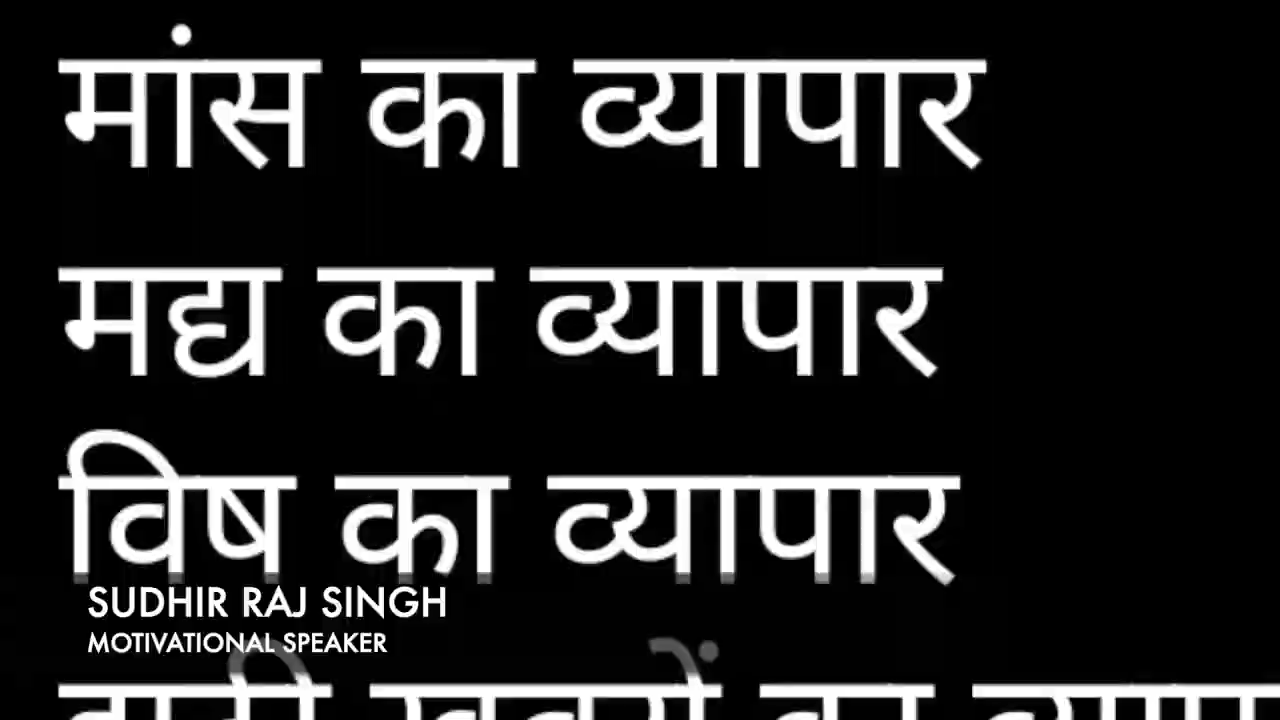 मांस का व्यापार
मद्य का व्यापार
विष का व्यापार
SUDHIR RAJ SINGH
MOTIVATIONAL SPEAKER
का